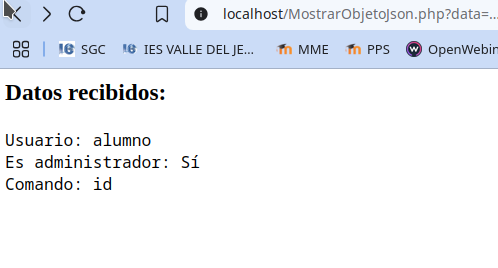 localhost/MostrarObjetoJson.php?data=...
SGC IES VALLE DEL JE... MME PPS OpenWebin
Datos recibidos:
Usuario: alumno
Es administrador: Sí
Comando: id